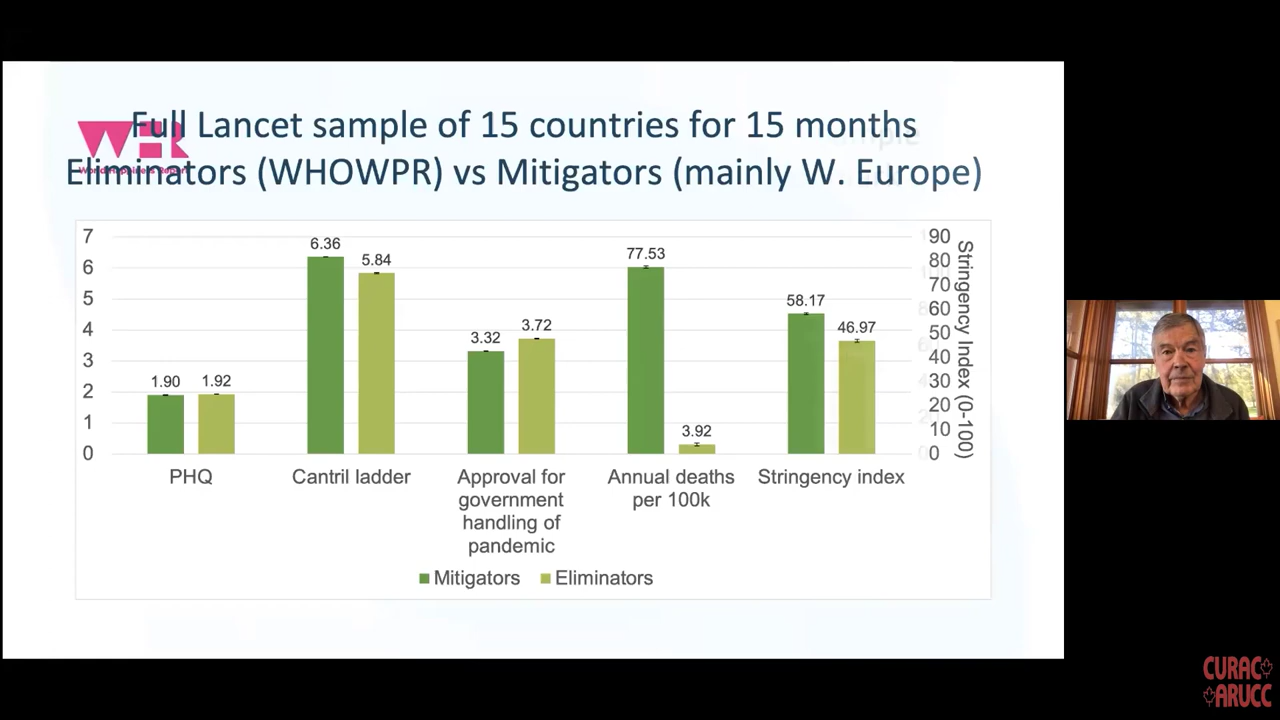 Full Lancet sample of 15 countries for 15 months
Eliminators (WHOWPR) vs Mitigators (mainly W. Europe)
7
6
5
4
3
2
1
0
90
80
70
60
50
40
30
20
10
0
Stringency Index (0-100)
1.90
1.92
6.36
5.84
3.32
3.72
77.53
3.92
58.17
46.97
PHQ
Cantril ladder
Approval for
government
handling of
pandemic
Annual deaths
per 100k
Stringency index
Mitigators
Eliminators
CURAC
ARUCC